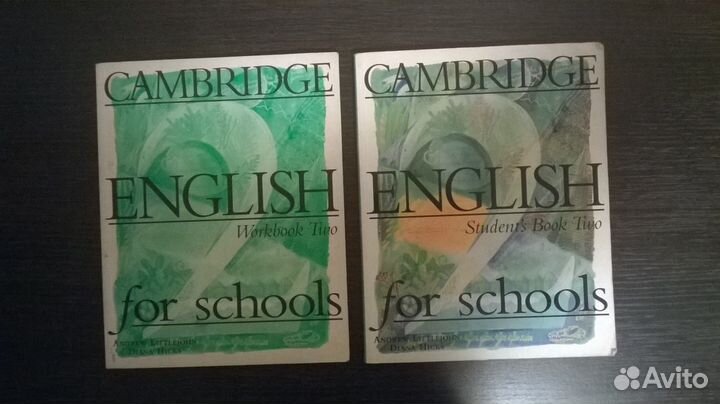 CAMBRIDGE
ENGLISH
Workbook Two
for schools
ANDREW LITTLEJOHN
DIANA HICKS
CAMBRIDGE
ENGLISH
Student's Book Two
for schools
ANDREW LITTLEJOHN
DIANA HICKS
Avito